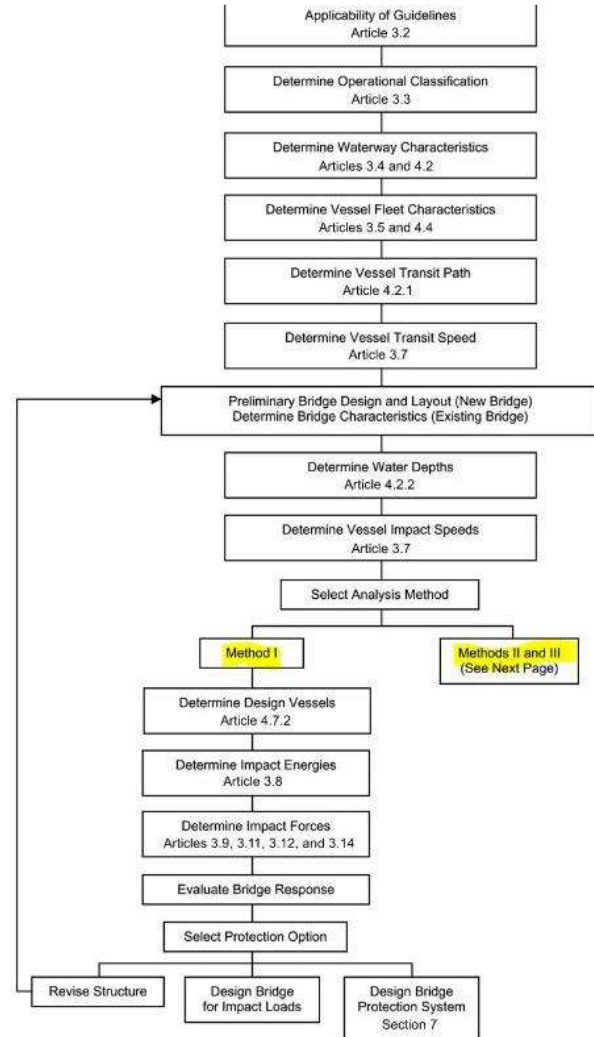 Applicability of Guidelines
Article 3.2
Determine Operational Classification
Article 3.3
Determine Waterway Characteristics
Articles 3.4 and 4.2
Determine Vessel Fleet Characteristics
Articles 3.5 and 4.4
Determine Vessel Transit Path
Article 4.2.1
Determine Vessel Transit Speed
Article 3.7
Preliminary Bridge Design and Layout (New Bridge)
Determine Bridge Characteristics (Existing Bridge)
Determine Water Depths
Article 4.2.2
Determine Vessel Impact Speeds
Article 3.7
Select Analysis Method
Method I
Methods II and III
(See Next Page)
Determine Design Vessels
Article 4.7.2
Determine Impact Energies
Article 3.8
Determine Impact Forces
Articles 3.9, 3.11, 3.12, and 3.14
Evaluate Bridge Response
Select Protection Option
Revise Structure
Design Bridge
for Impact Loads
Design Bridge
Protection System
Section 7